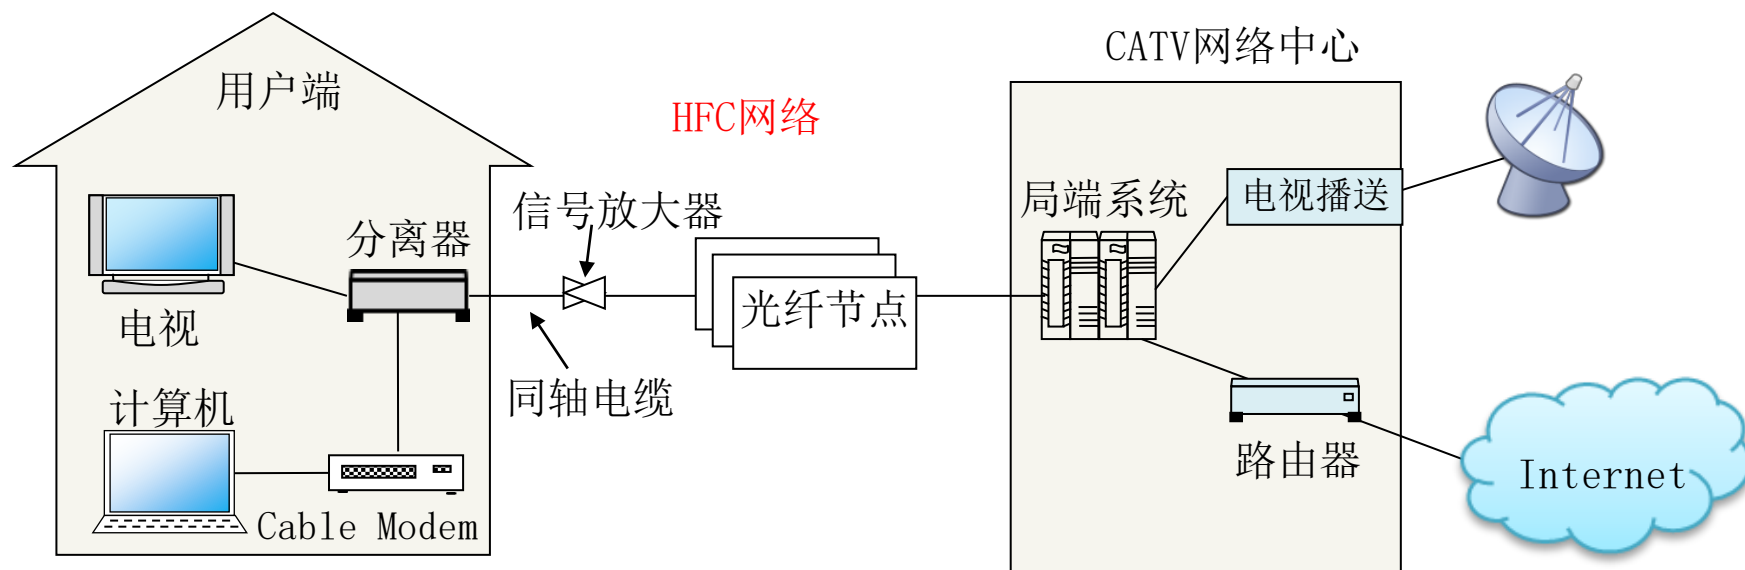 CATV网络中心
用户端
HFC网络
信号放大器
局端系统
电视播送
分离器
光纤节点
电视
同轴电缆
计算机
路由器
Internet
Cable Modem